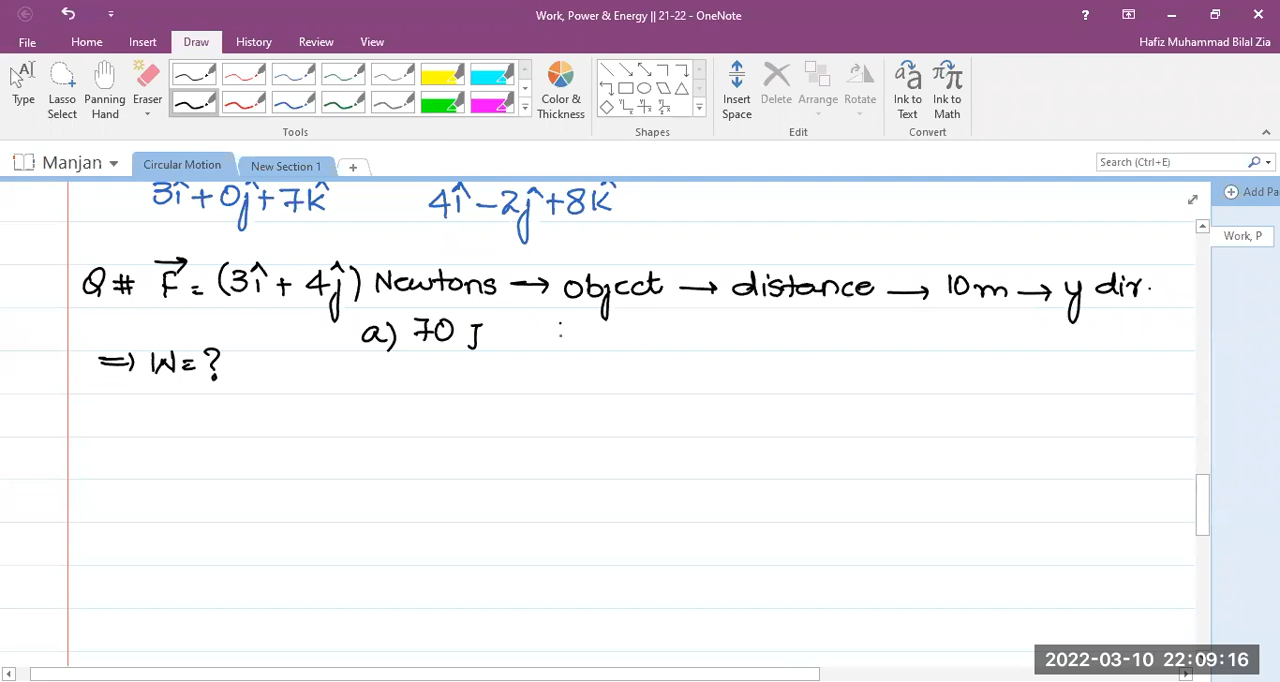 Work, Power & Energy || 21-22 - OneNote
File Home Insert Draw History Review View Hafiz Muhammad Bilal Zia
Type Lasso Select Panning Hand Eraser Color & Thickness Insert Space Delete Arrange Rotate Ink to Text Ink to Math
Tools Shapes Edit Convert
Manjan Circular Motion New Section 1 Search (Ctrl+E)
Add Pa
Work, P
3î + 0ĵ + 7k̂ 4î - 2ĵ + 8k̂
Q # F⃗ = (3î + 4ĵ) Newtons → object → distance → 10m → y dir.
a) 70 J
⇒ W = ?
2022-03-10 22:09:16